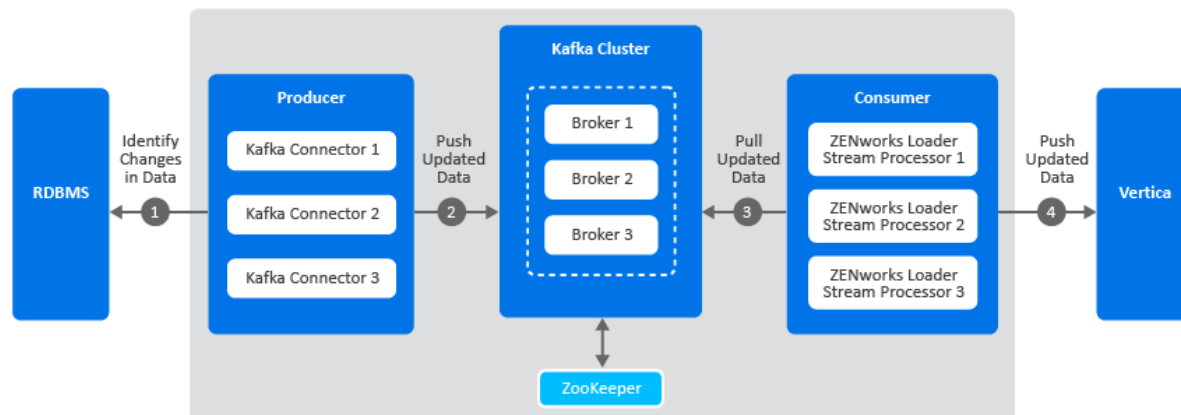 RDBMS
Identify
Changes
in Data
1
Producer
Kafka Connector 1
Kafka Connector 2
Kafka Connector 3
Push
Updated
Data
2
Kafka Cluster
Broker 1
Broker 2
Broker 3
ZooKeeper
Pull
Updated
Data
3
Consumer
ZENworks Loader
Stream Processor 1
ZENworks Loader
Stream Processor 2
ZENworks Loader
Stream Processor 3
Push
Updated
Data
4
Vertica